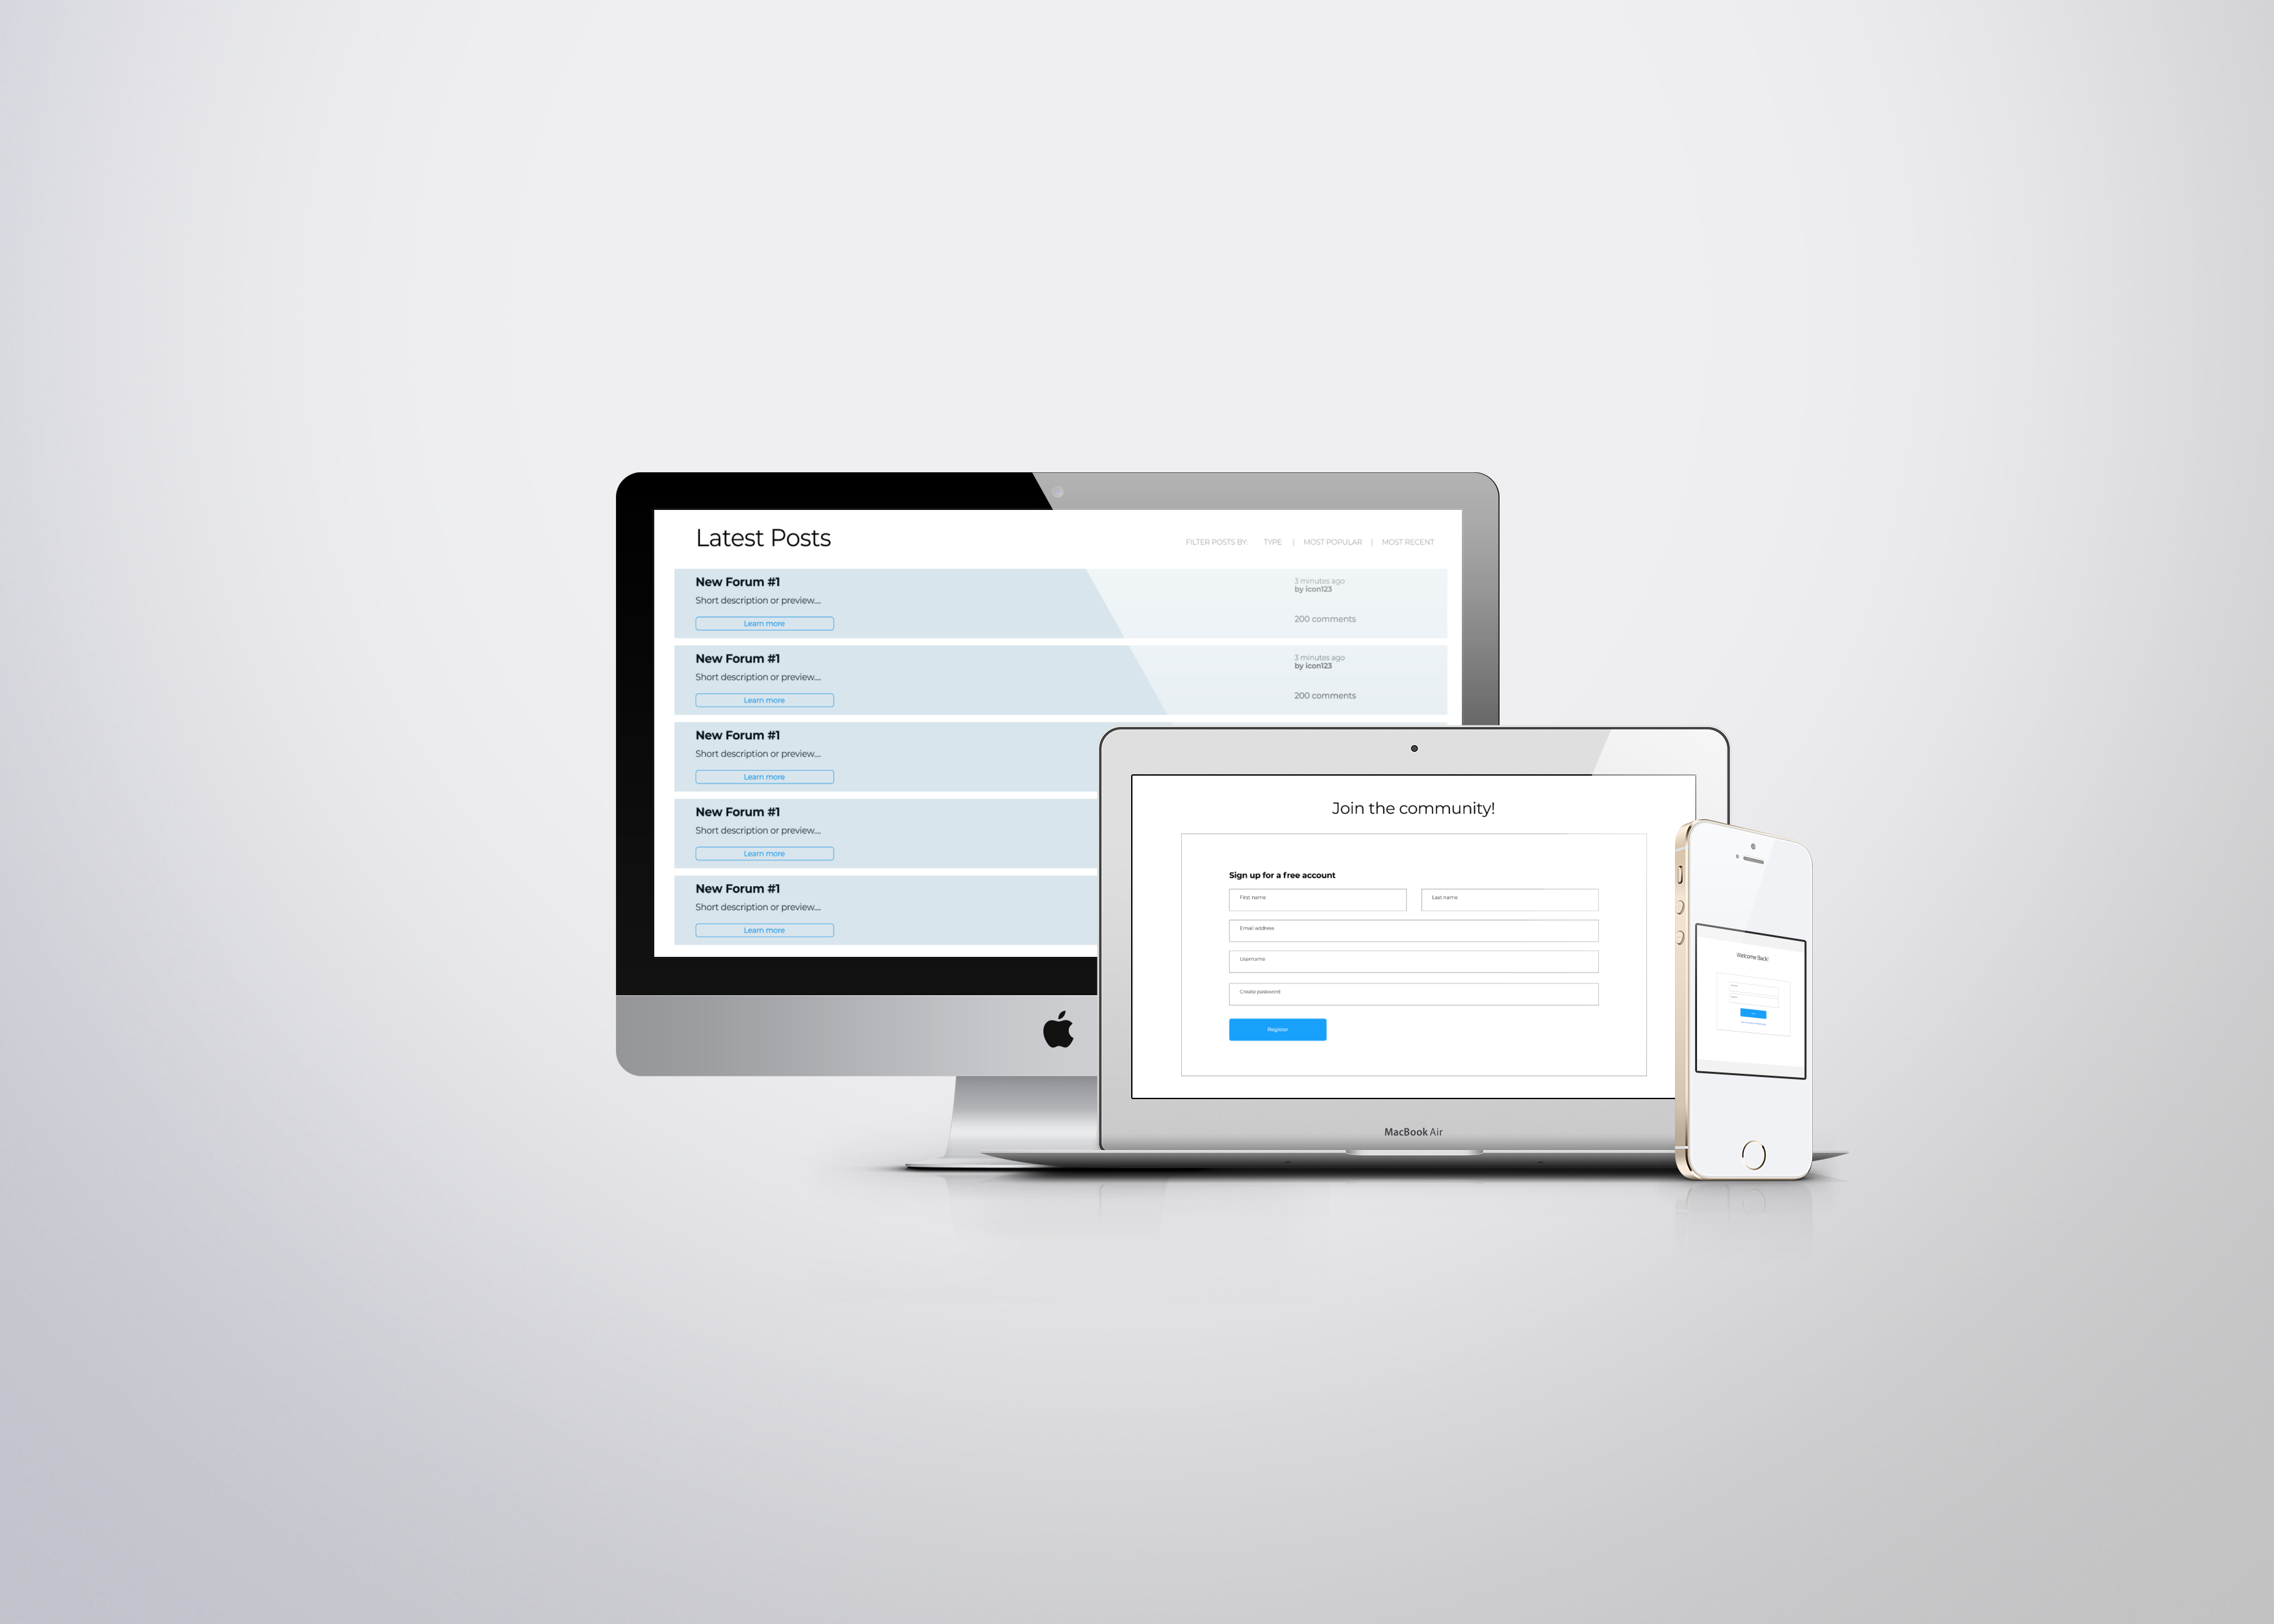 Latest Posts
FILTER POSTS BY: TYPE | MOST POPULAR | MOST RECENT
New Forum #1
Short description or preview....
Learn more
3 minutes ago
by icon123
200 comments
New Forum #1
Short description or preview....
Learn more
3 minutes ago
by icon123
200 comments
New Forum #1
Short description or preview....
Learn more
New Forum #1
Short description or preview....
Learn more
New Forum #1
Short description or preview....
Learn more
Join the community!
Sign up for a free account
First name
Last name
Email address
Username
Create password
Register
MacBook Air
Welcome Back!